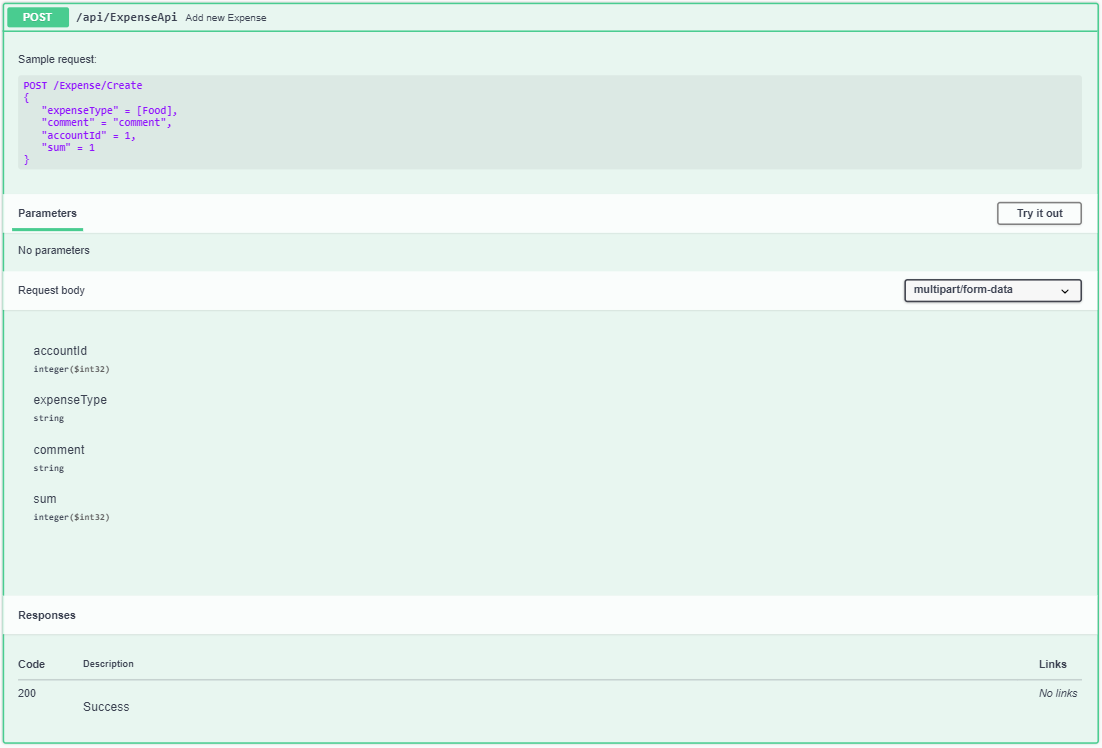 POST /api/ExpenseApi Add new Expense
Sample request:
POST /Expense/Create
{
"expenseType" = [Food],
"comment" = "comment",
"accountId" = 1,
"sum" = 1
}
Parameters Try it out
No parameters
Request body multipart/form-data
accountId
integer($int32)
expenseType
string
comment
string
sum
integer($int32)
Responses
Code Description Links
200 Success No links